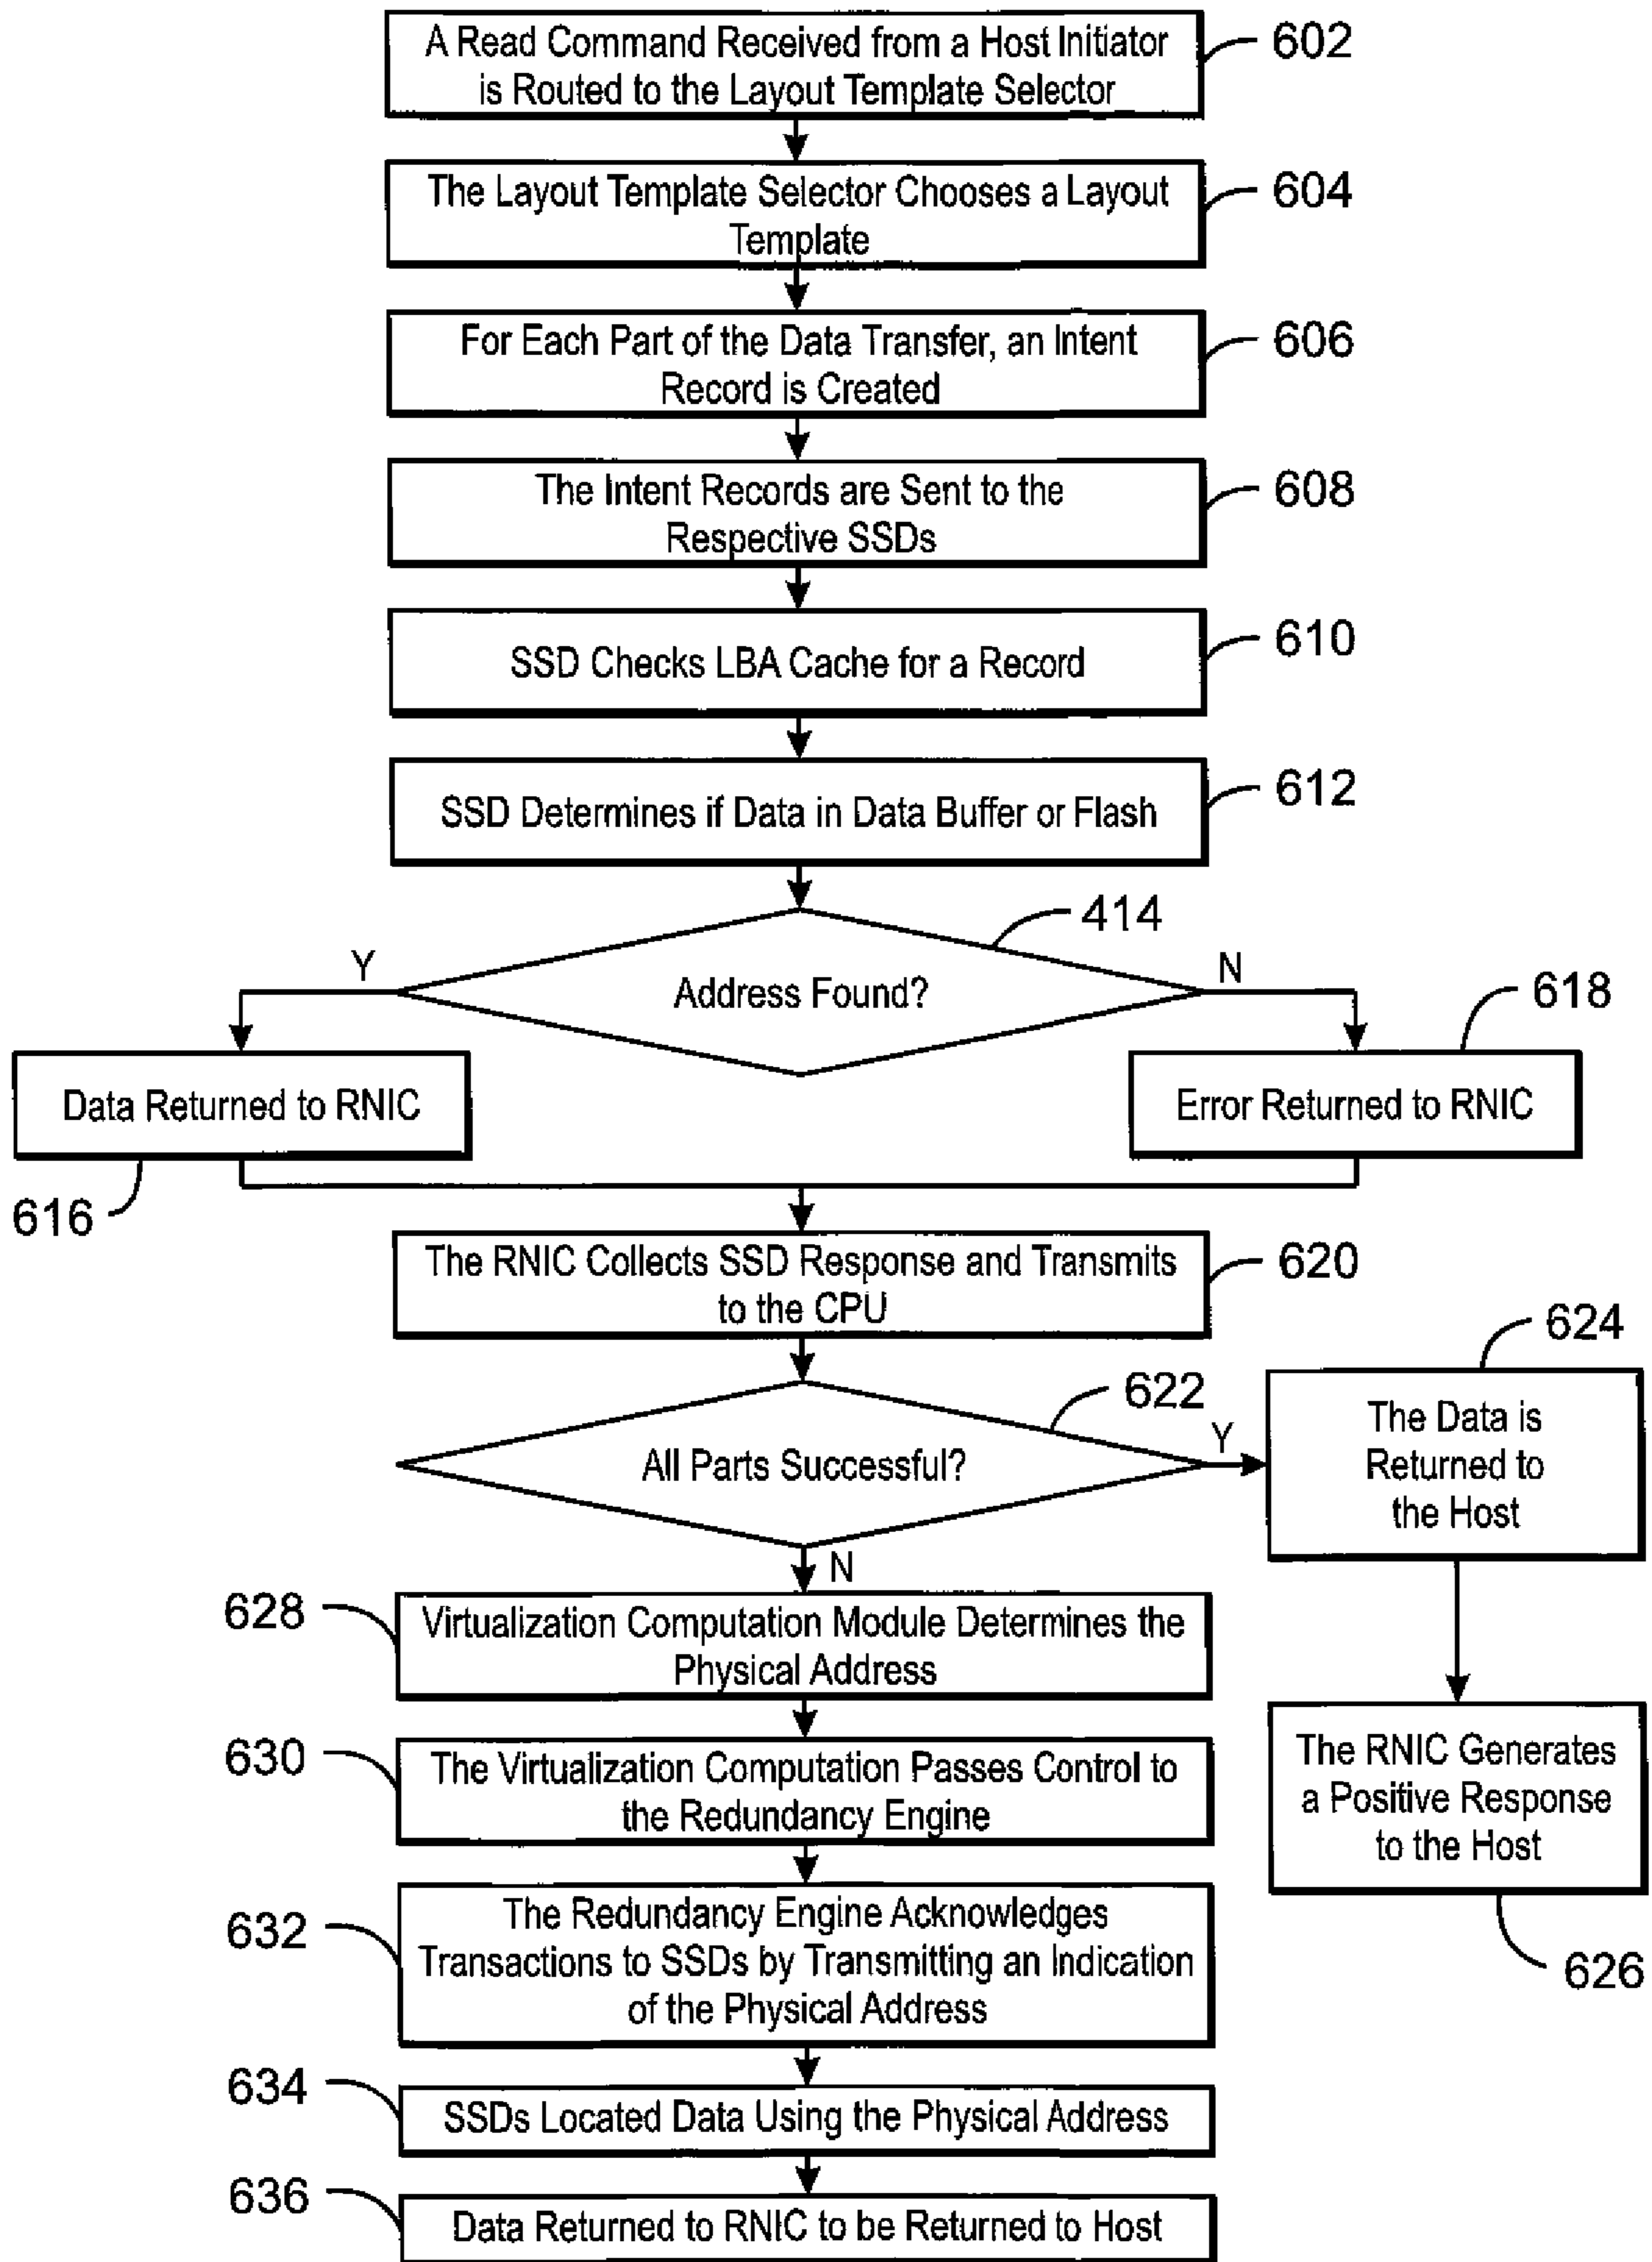 A Read Command Received from a Host Initiator
is Routed to the Layout Template Selector
602
The Layout Template Selector Chooses a Layout
Template
604
For Each Part of the Data Transfer, an Intent
Record is Created
606
The Intent Records are Sent to the
Respective SSDs
608
SSD Checks LBA Cache for a Record
610
SSD Determines if Data in Data Buffer or Flash
612
414
Address Found?
Y
N
618
Data Returned to RNIC
616
Error Returned to RNIC
The RNIC Collects SSD Response and Transmits
to the CPU
620
622
All Parts Successful?
Y
N
624
The Data is
Returned to
the Host
The RNIC Generates
a Positive Response
to the Host
626
628
Virtualization Computation Module Determines the
Physical Address
630
The Virtualization Computation Passes Control to
the Redundancy Engine
632
The Redundancy Engine Acknowledges
Transactions to SSDs by Transmitting an Indication
of the Physical Address
634
SSDs Located Data Using the Physical Address
636
Data Returned to RNIC to be Returned to Host